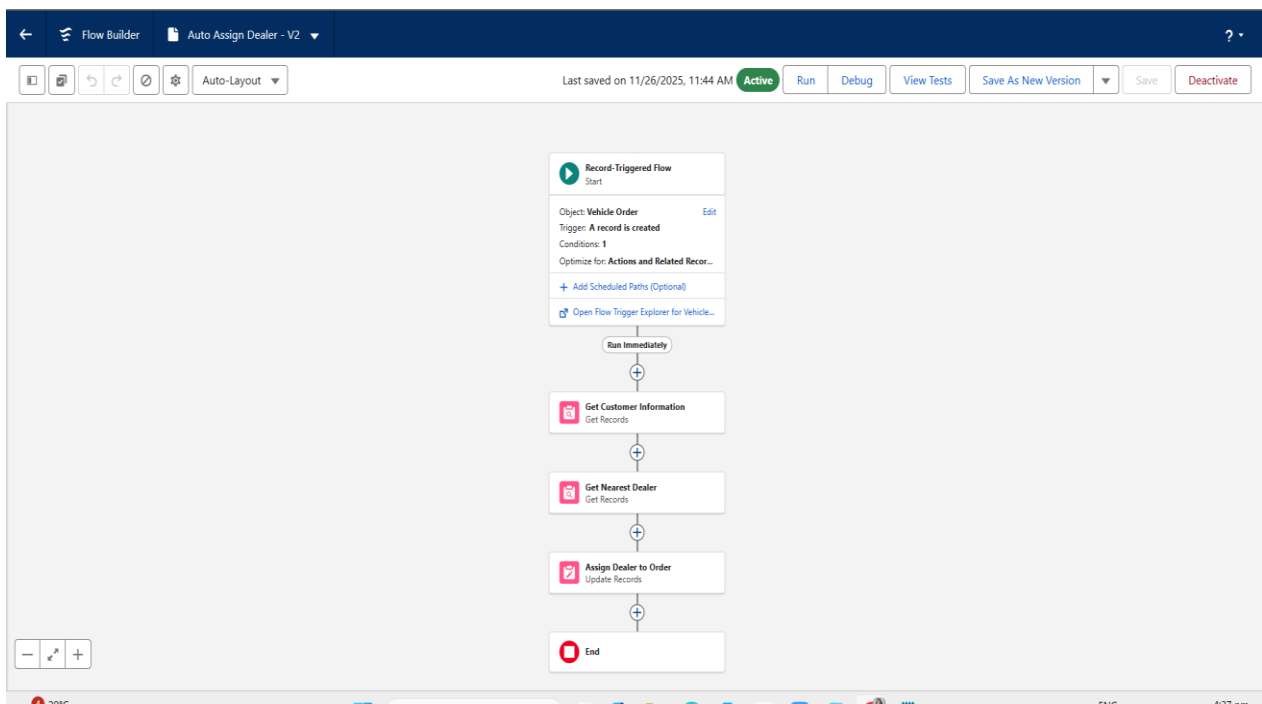 Flow Builder
Auto Assign Dealer - V2
? 
Auto-Layout
Last saved on 11/26/2025, 11:44 AM
Active
Run
Debug
View Tests
Save As New Version
Save
Deactivate
Record-Triggered Flow
Start
Object: Vehicle Order Edit
Trigger: A record is created
Conditions: 1
Optimize for: Actions and Related Recor...
+ Add Scheduled Paths (Optional)
Open Flow Trigger Explorer for Vehicle...
Run Immediately
Get Customer Information
Get Records
Get Nearest Dealer
Get Records
Assign Dealer to Order
Update Records
End